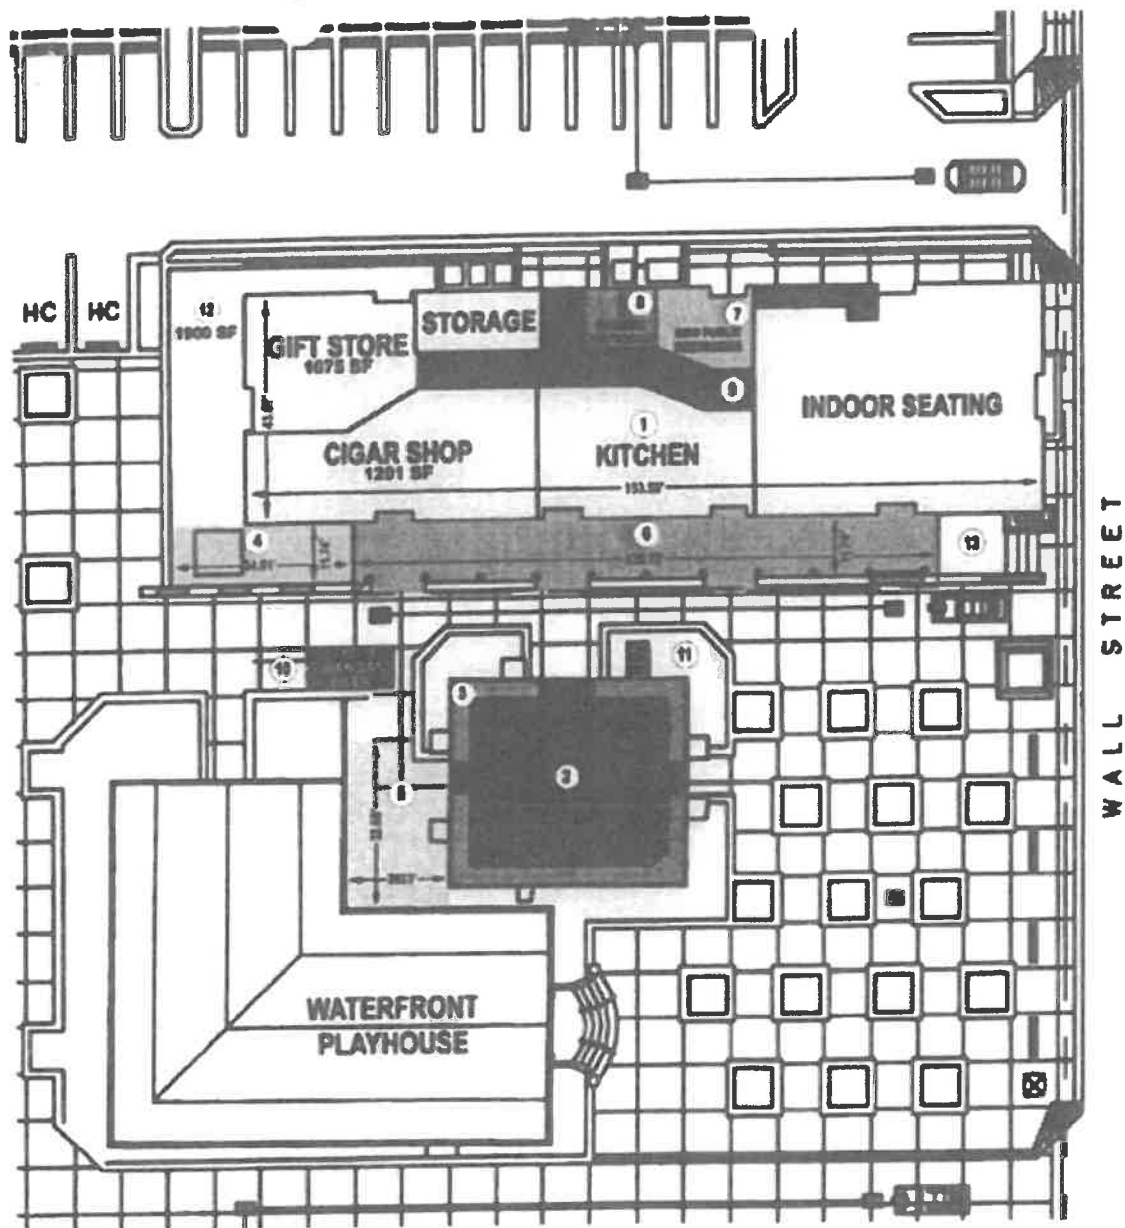 HC
HC
12
1900 SF
GIFT STORE
1075 SF
STORAGE
8
7
9
INDOOR SEATING
1
KITCHEN
CIGAR SHOP
1201 SF
4
6
13
10
11
3
2
WATERFRONT
PLAYHOUSE
WALL STREET